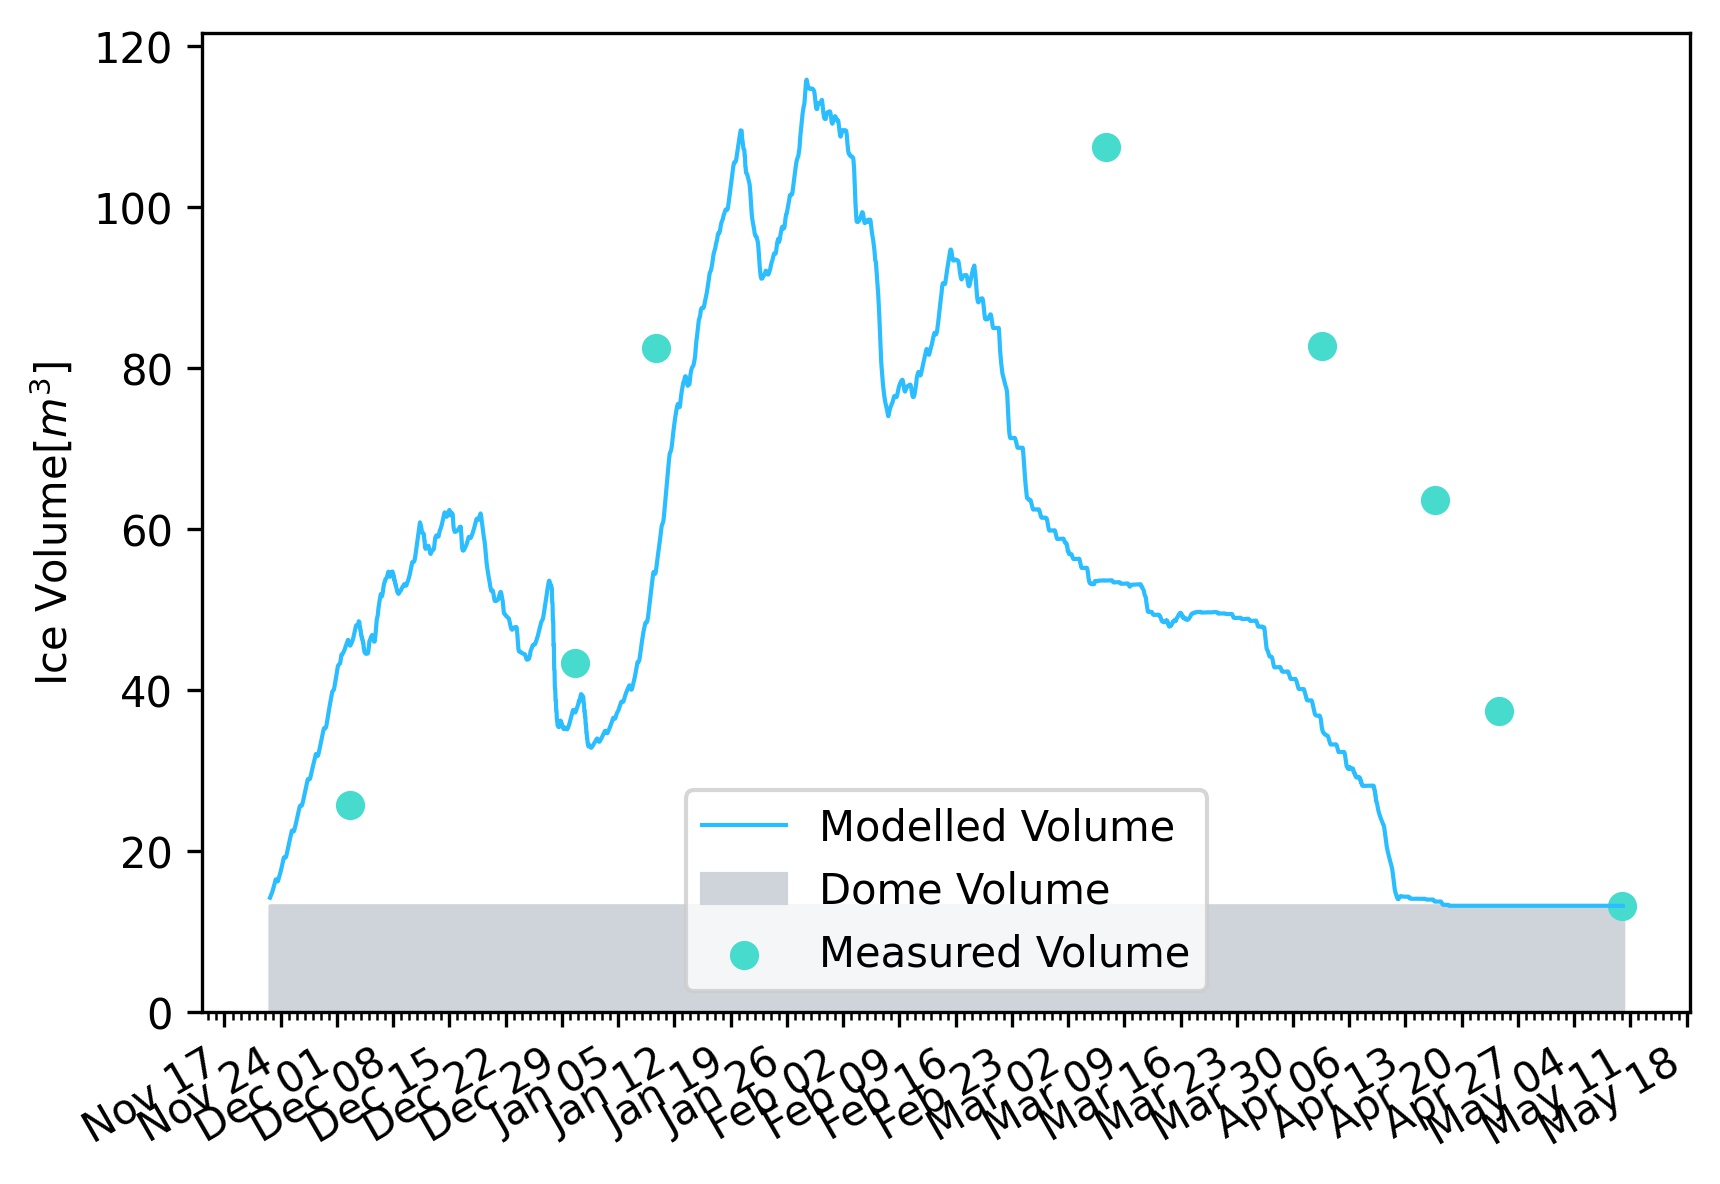 120
100
80
60
40
20
0
Ice Volume[m³]
Modelled Volume
Dome Volume
Measured Volume
Nov 17
Nov 24
Dec 01
Dec 08
Dec 15
Dec 22
Dec 29
Jan 05
Jan 12
Jan 19
Jan 26
Feb 02
Feb 09
Feb 16
Feb 23
Mar 02
Mar 09
Mar 16
Mar 23
Mar 30
Apr 06
Apr 13
Apr 20
Apr 27
May 04
May 11
May 18